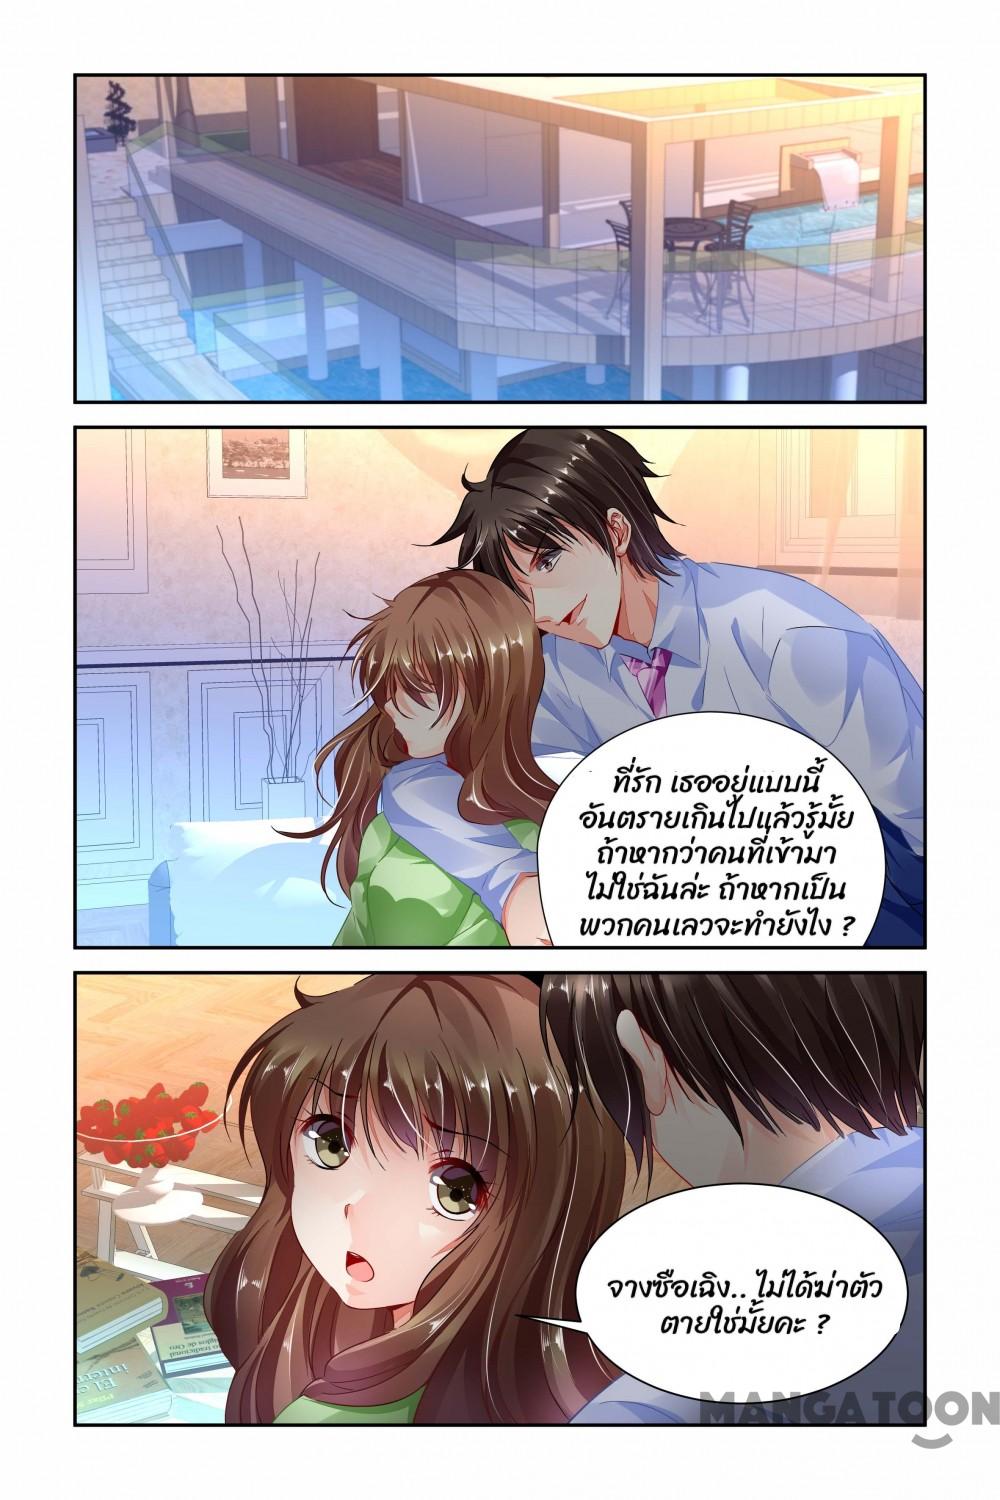 ที่รัก เธออยู่แบบนี้
อันตรายเกินไปแล้วรู้มั้ย
ถ้าหากว่าคนที่เข้ามา
ไม่ใช่ฉันล่ะ ถ้าหากเป็น
พวกคนเลวจะทำยังไง ?
จางซือเฉิง.. ไม่ได้ฆ่าตัว
ตายใช่มั้ยคะ ?
MANGATOON